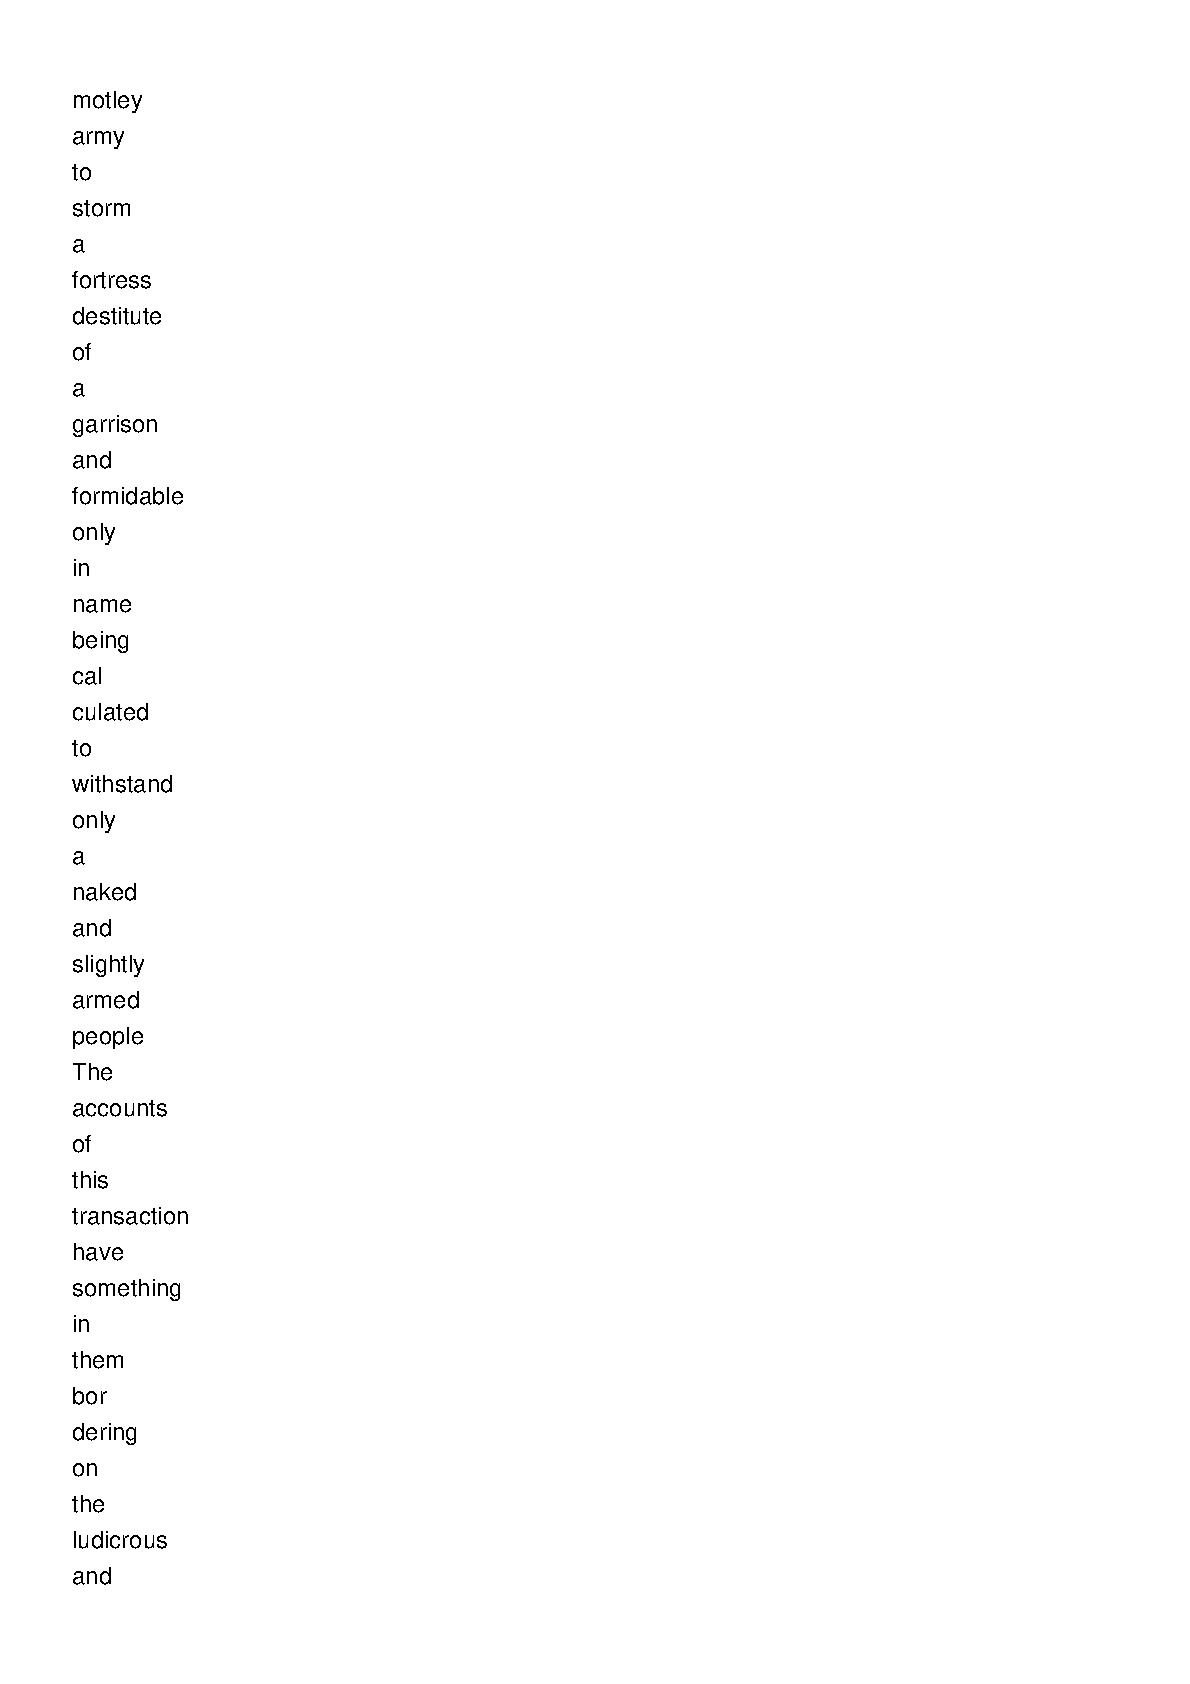 motley
army
to
storm
a
fortress
destitute
of
a
garrison
and
formidable
only
in
name
being
cal
culated
to
withstand
only
a
naked
and
slightly
armed
people
The
accounts
of
this
transaction
have
something
in
them
bor
dering
on
the
ludicrous
and